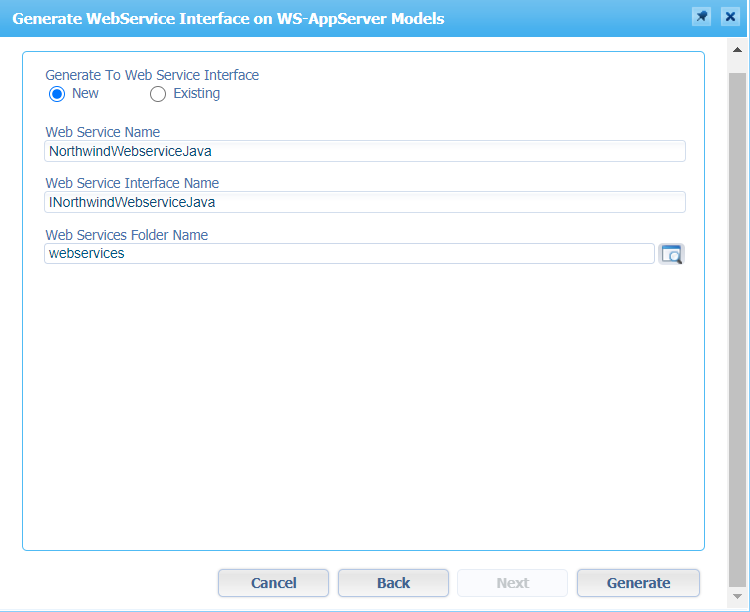 Generate WebService Interface on WS-AppServer Models
Generate To Web Service Interface
New Existing
Web Service Name
NorthwindWebserviceJava
Web Service Interface Name
INorthwindWebserviceJava
Web Services Folder Name
webservices
Cancel Back Next Generate